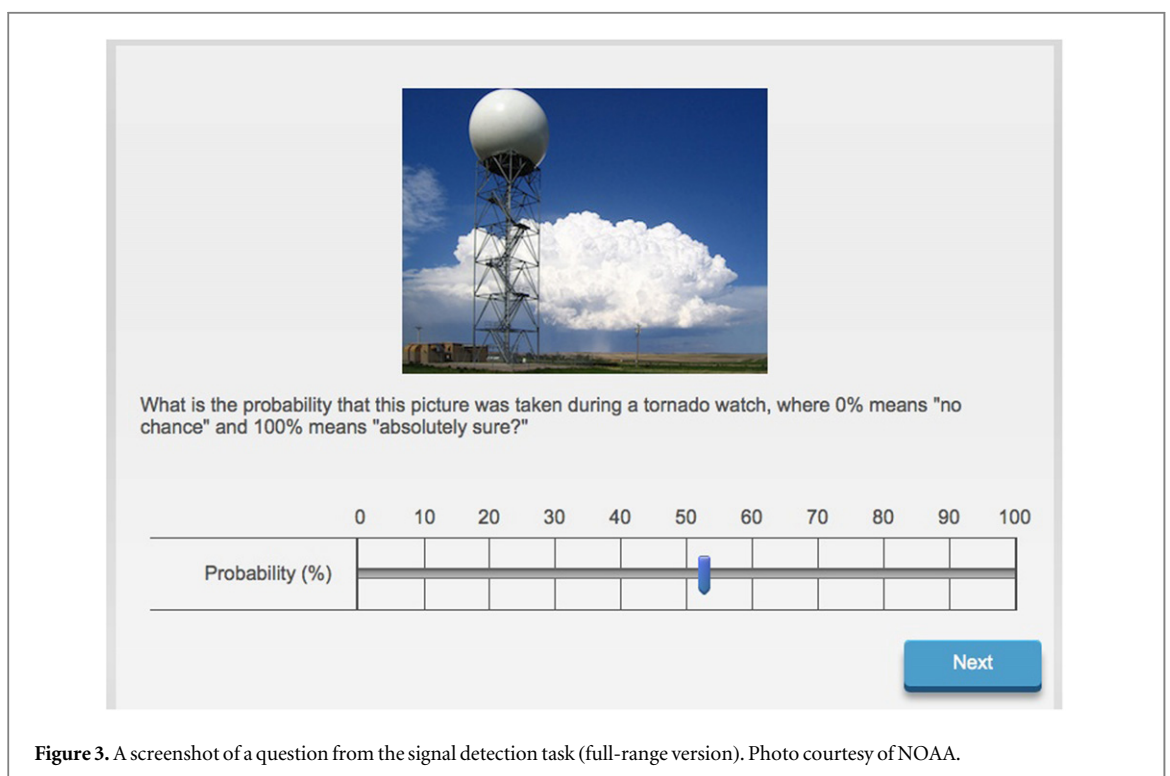 What is the probability that this picture was taken during a tornado watch, where 0% means "no
chance" and 100% means "absolutely sure?"
0 10 20 30 40 50 60 70 80 90 100
Probability (%)
Next
Figure 3. A screenshot of a question from the signal detection task (full-range version). Photo courtesy of NOAA.